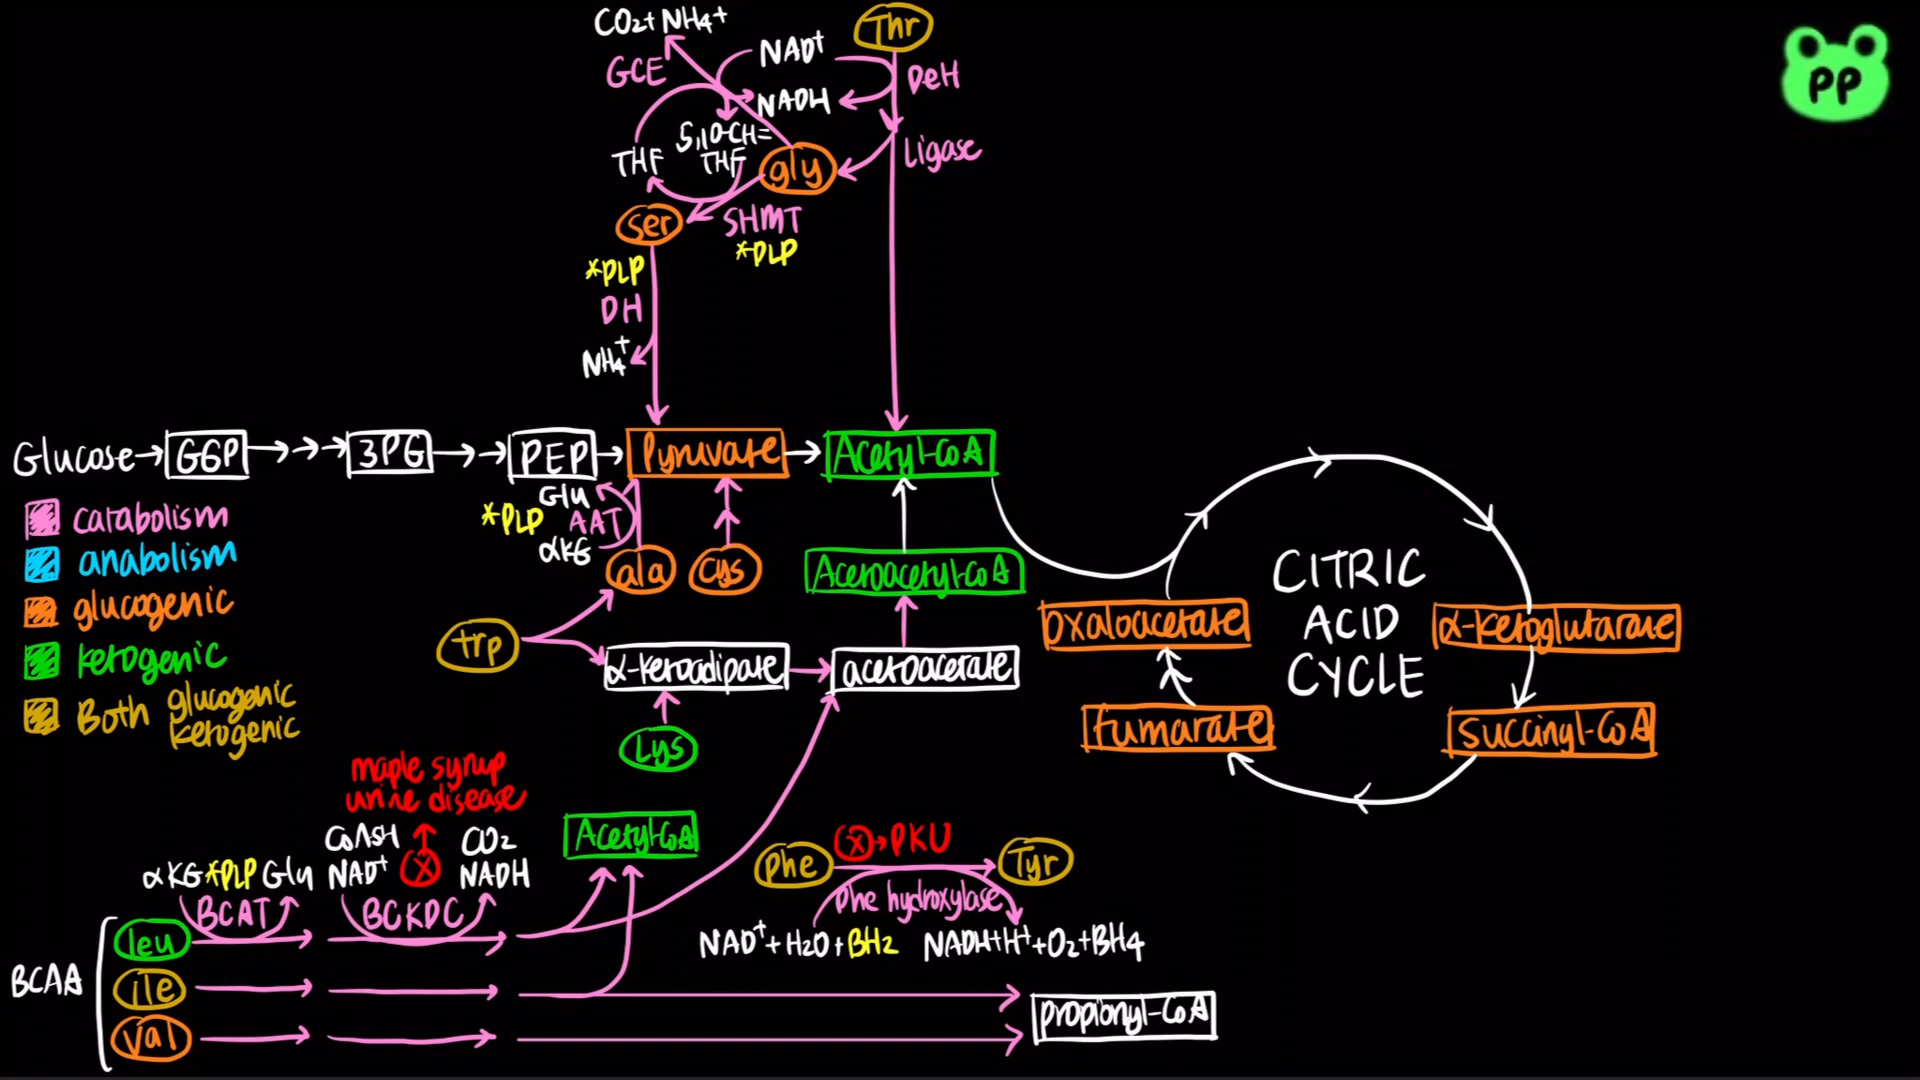 CO2+ NH4+
NAD+
Thr
PP
GCE
DeH
NADH
5,10-CH=
THF
THF
Ligase
gly
ser
SHMT
*PLP
*PLP
DH
NH4+
Glucose → G6P → → → 3PG → → PEP → Pyruvate → Acetyl-CoA
Glu
*PLP AAT
αKG
catabolism
anabolism
glucogenic
ketogenic
Both glucogenic
ketogenic
ala
cys
Acetoacetyl-CoA
CITRIC
ACID
CYCLE
oxaloacetate
α-ketoglutarate
trp
α-ketoadipate
acetoacetate
fumarate
succinyl-CoA
Lys
maple syrup
urine disease
CoASH
CO2
αKG *PLP Glu NAD+
X
NADH
Acetyl-CoA
Phe
X → PKU
Tyr
BCAT
BCKDC
Phe hydroxylase
leu
NAD+ + H2O + BH2
NADH+H+ + O2 + BH4
BCAA
ile
val
propionyl-CoA